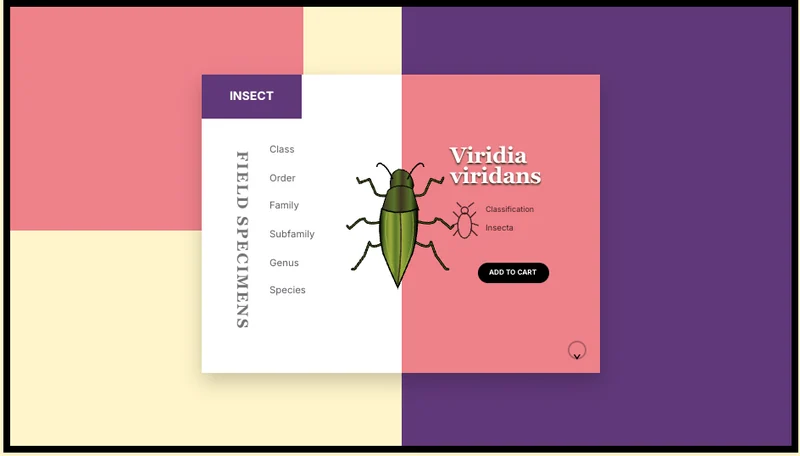 INSECT
FIELD SPECIMENS
Class
Order
Family
Subfamily
Genus
Species
Viridia
viridans
Classification
Insecta
ADD TO CART